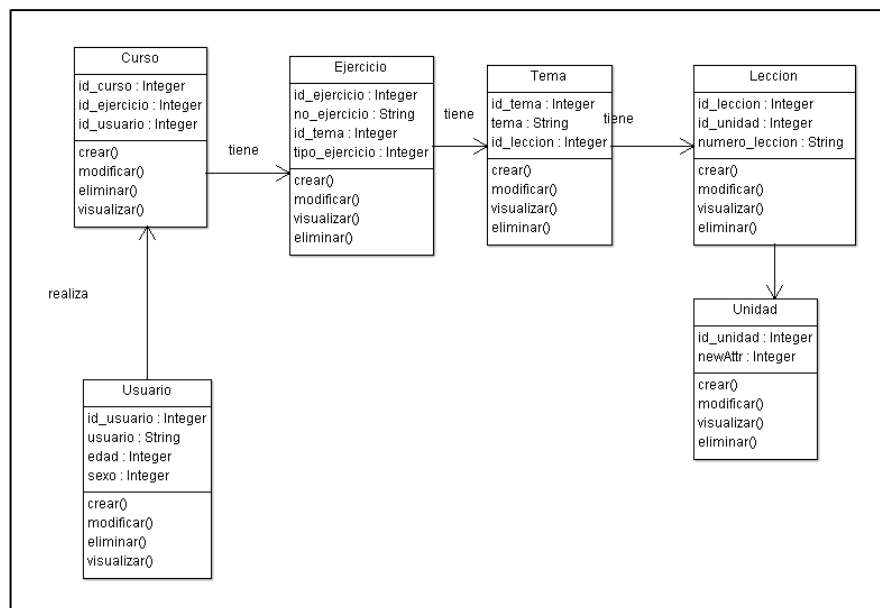 Curso
id_curso : Integer
id_ejercicio : Integer
id_usuario : Integer
crear()
modificar()
eliminar()
visualizar()
tiene
Ejercicio
id_ejercicio : Integer
no_ejercicio : String
id_tema : Integer
tipo_ejercicio : Integer
crear()
modificar()
visualizar()
eliminar()
tiene
Tema
id_tema : Integer
tema : String
id_leccion : Integer
crear()
modificar()
visualizar()
eliminar()
tiene
Leccion
id_leccion : Integer
id_unidad : Integer
numero_leccion : String
crear()
modificar()
visualizar()
eliminar()
realiza
Unidad
id_unidad : Integer
newAttr : Integer
crear()
modificar()
visualizar()
eliminar()
Usuario
id_usuario : Integer
usuario : String
edad : Integer
sexo : Integer
crear()
modificar()
eliminar()
visualizar()